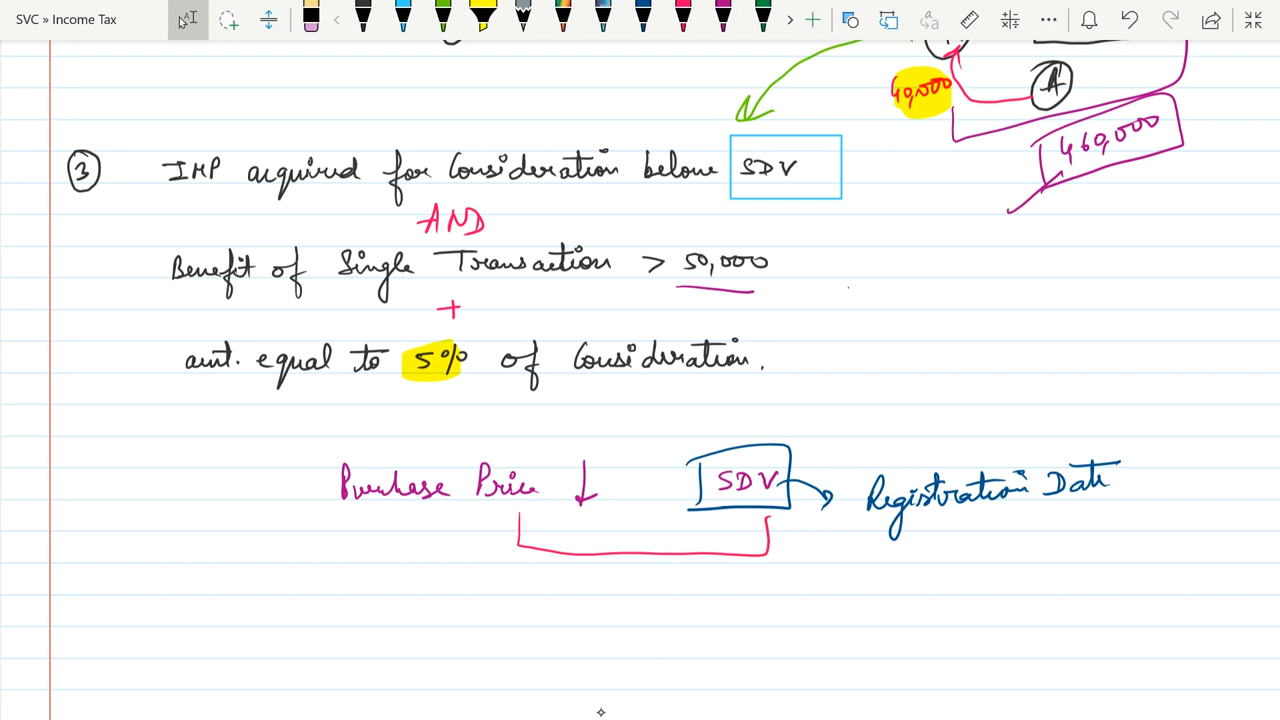 SVC » Income Tax
40,000
A
460,000
3 IMP acquired for Consideration below SDV
AND
Benefit of Single Transaction > 50,000
+
amt. equal to 5% of Consideration.
Purchase Price ↓ SDV → Registration Date